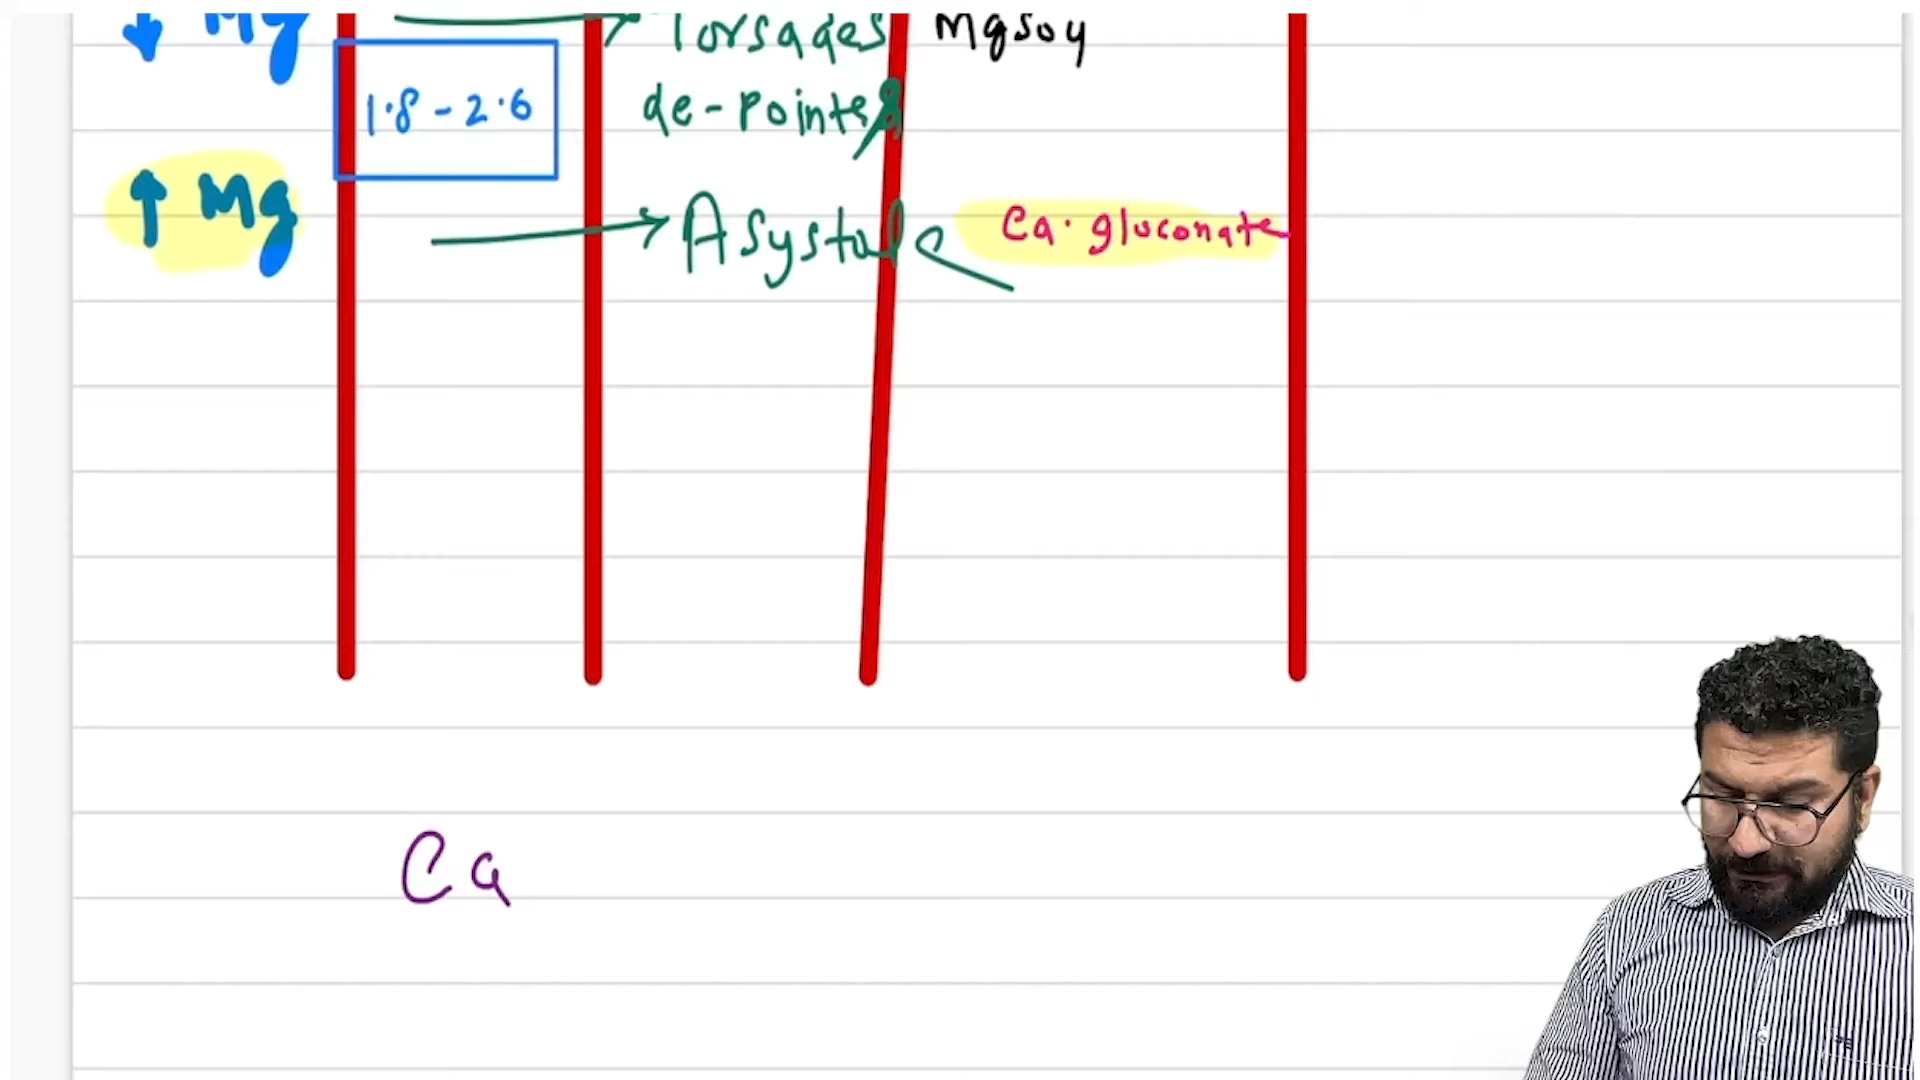 ↓ Mg → Torsades MgSO4
1.8 - 2.6 de-pointes
↑ Mg → Asystole Ca. gluconate
Ca